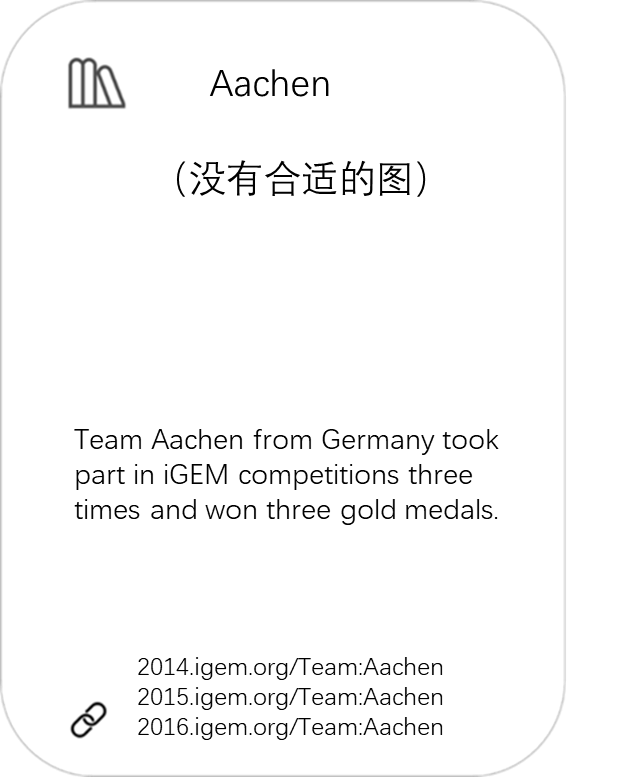 Aachen
（没有合适的图）
Team Aachen from Germany took
part in iGEM competitions three
times and won three gold medals.
2014.igem.org/Team:Aachen
2015.igem.org/Team:Aachen
2016.igem.org/Team:Aachen